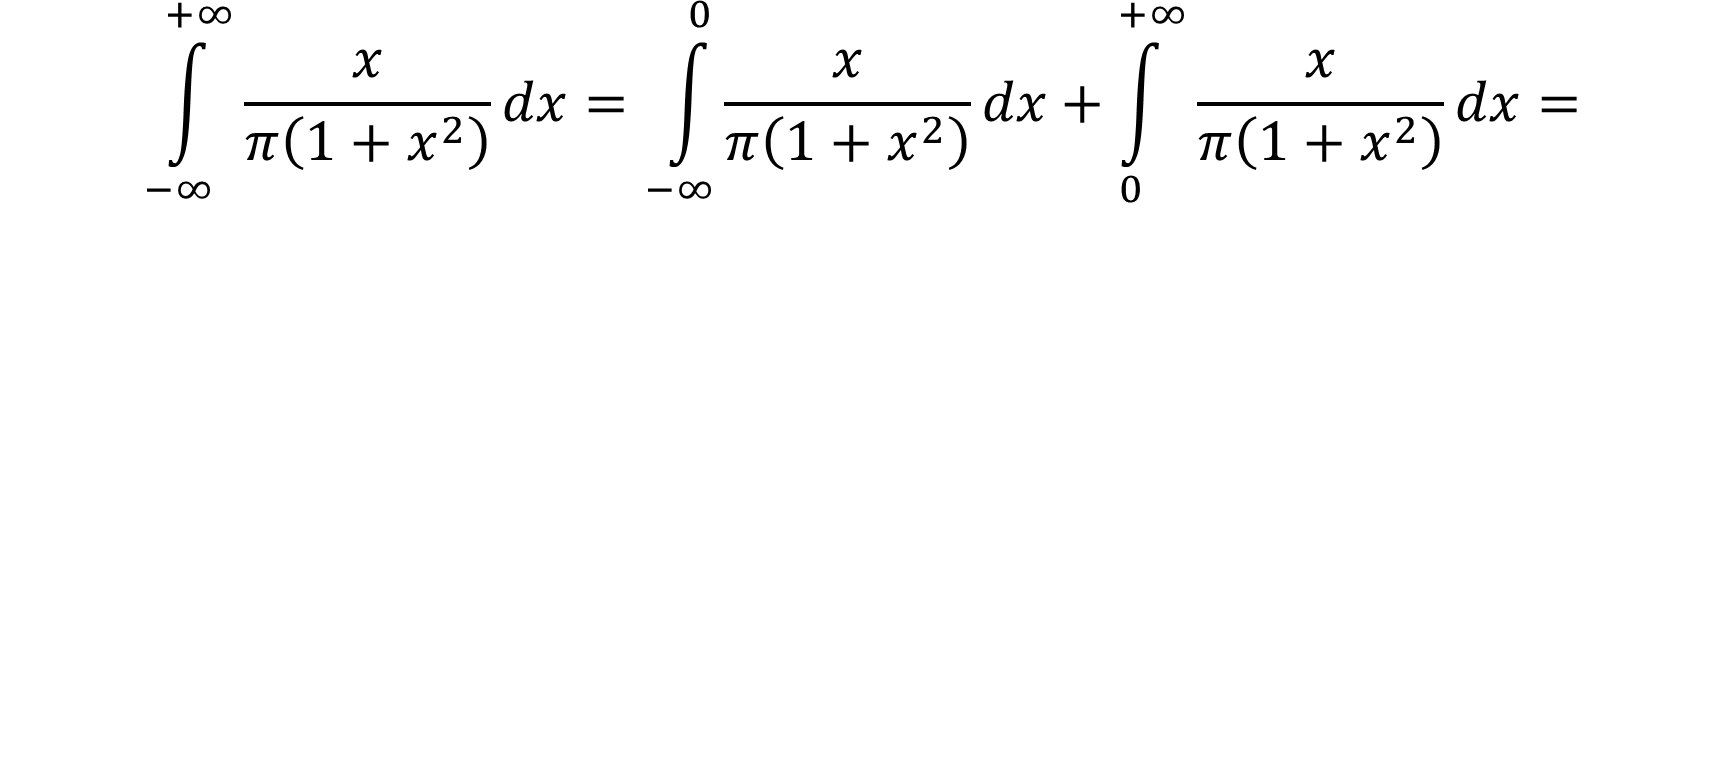 ∫_{−∞}^{+∞} x/(π(1 + x²)) dx = ∫_{−∞}^{0} x/(π(1 + x²)) dx + ∫_{0}^{+∞} x/(π(1 + x²)) dx =